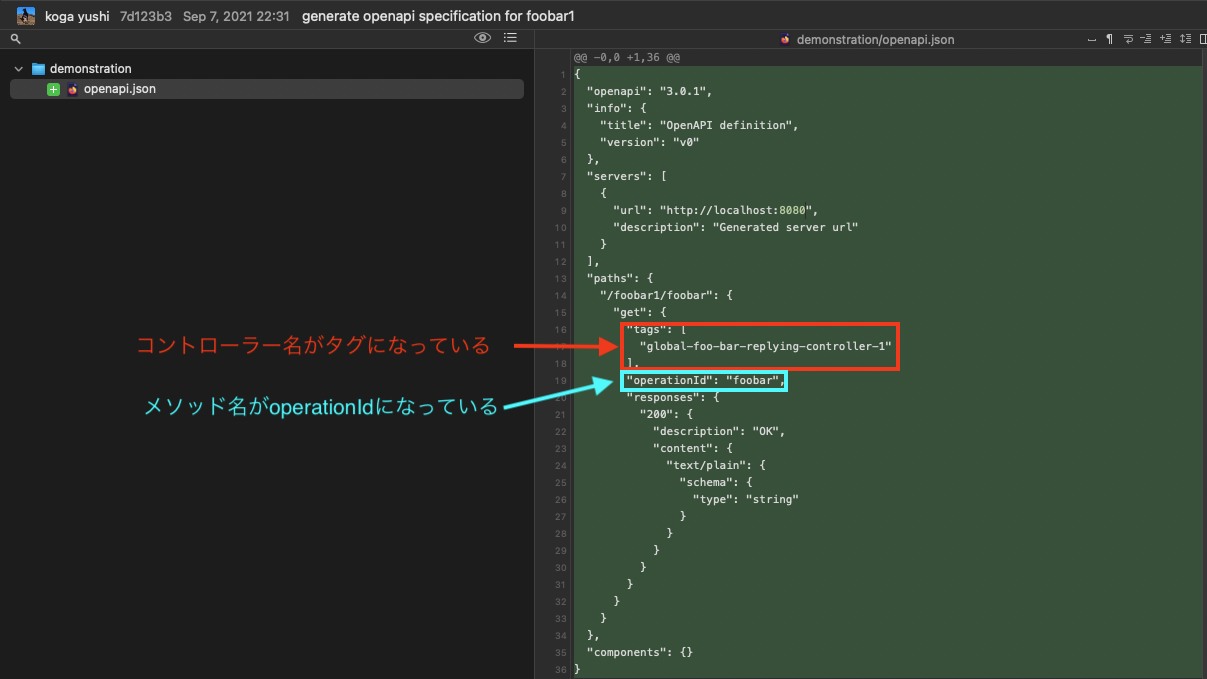 koga yushi 7d123b3 Sep 7, 2021 22:31 generate openapi specification for foobar1
demonstration/openapi.json
demonstration
openapi.json
@@ -0,0 +1,36 @@
1 {
2 "openapi": "3.0.1",
3 "info": {
4 "title": "OpenAPI definition",
5 "version": "v0"
6 },
7 "servers": [
8 {
9 "url": "http://localhost:8080",
10 "description": "Generated server url"
11 }
12 ],
13 "paths": {
14 "/foobar1/foobar": {
15 "get": {
16 "tags": [
コントローラー名がタグになっている
"global-foo-bar-replying-controller-1"
18 ],
19 "operationId": "foobar",
メソッド名がoperationIdになっている
20 "responses": {
21 "200": {
22 "description": "OK",
23 "content": {
24 "text/plain": {
25 "schema": {
26 "type": "string"
27 }
28 }
29 }
30 }
31 }
32 }
33 }
34 },
35 "components": {}
36 }